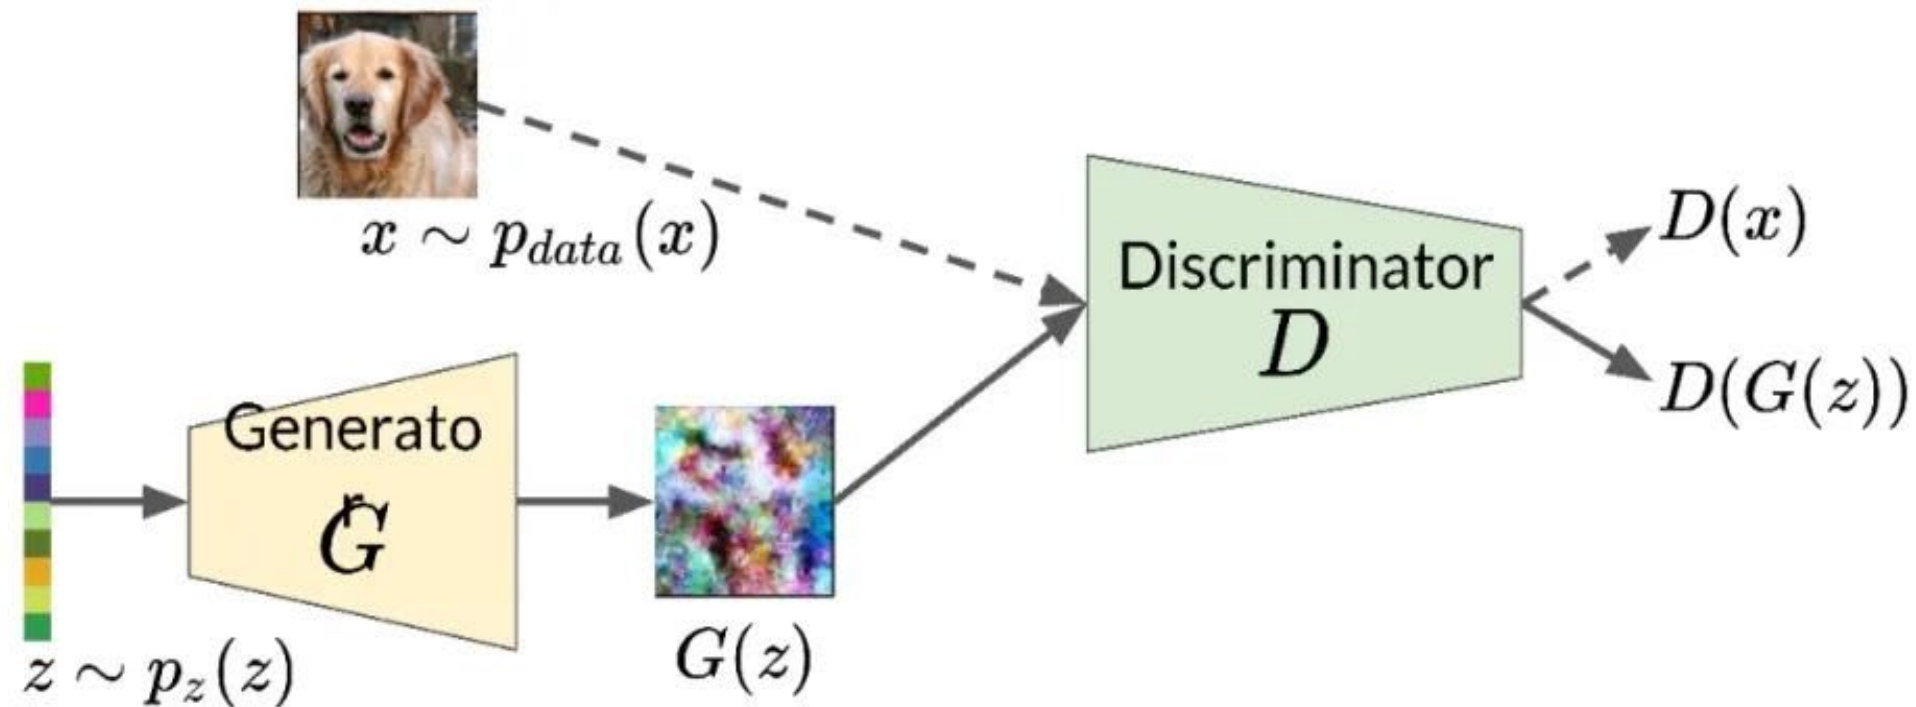 x ∼ p_data(x)
Discriminator
D
D(x)
D(G(z))
Generato
r
G
z ∼ p_z(z)
G(z)